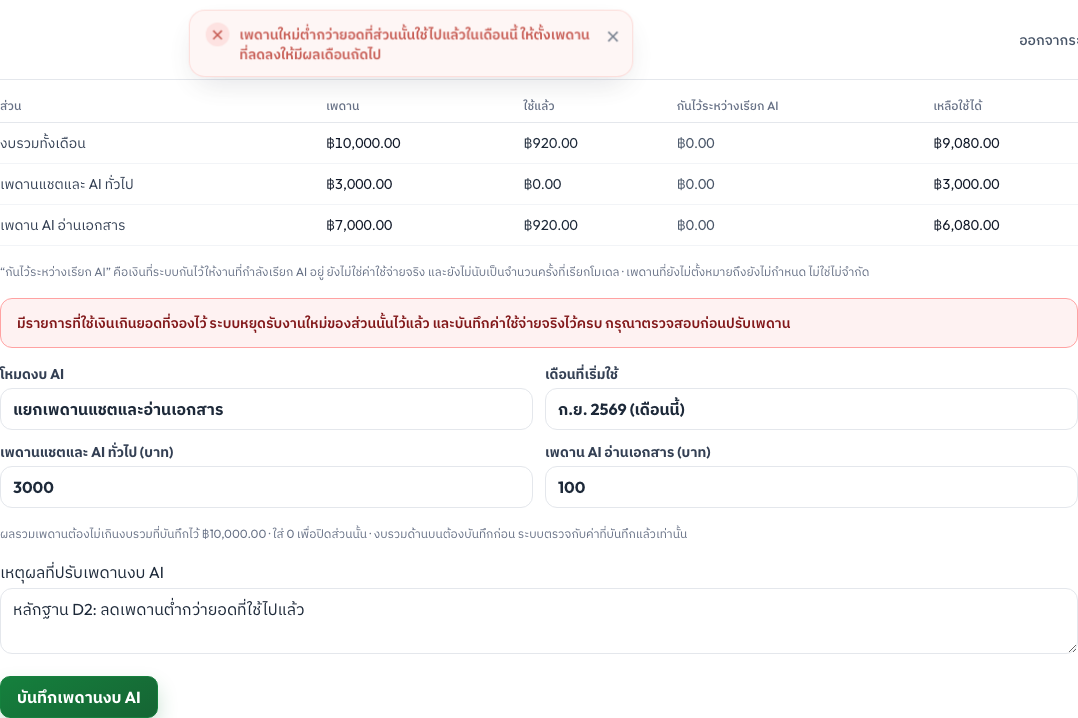 เพดานใหม่ต่ำกว่ายอดที่ส่วนนั้นใช้ไปแล้วในเดือนนี้ ให้ตั้งเพดาน
ที่ลดลงให้มีผลเดือนถัดไป
ส่วน เพดาน ใช้แล้ว กันไว้ระหว่างเรียก AI เหลือใช้ได้
งบรวมทั้งเดือน ฿10,000.00 ฿920.00 ฿0.00 ฿9,080.00
เพดานแชตและ AI ทั่วไป ฿3,000.00 ฿0.00 ฿0.00 ฿3,000.00
เพดาน AI อ่านเอกสาร ฿7,000.00 ฿920.00 ฿0.00 ฿6,080.00
“กันไว้ระหว่างเรียก AI” คือเงินที่ระบบกันไว้ให้งานที่กำลังเรียก AI อยู่ ยังไม่ใช่ค่าใช้จ่ายจริง และยังไม่นับเป็นจำนวนครั้งที่เรียกโมเดล · เพดานที่ยังไม่ตั้งหมายถึงยังไม่กำหนด ไม่ใช่ไม่จำกัด
มีรายการที่ใช้เงินเกินยอดที่จองไว้ ระบบหยุดรับงานใหม่ของส่วนนั้นไว้แล้ว และบันทึกค่าใช้จ่ายจริงไว้ครบ กรุณาตรวจสอบก่อนปรับเพดาน
โหมดงบ AI เดือนที่เริ่มใช้
แยกเพดานแชตและอ่านเอกสาร ก.ย. 2569 (เดือนนี้)
เพดานแชตและ AI ทั่วไป (บาท) เพดาน AI อ่านเอกสาร (บาท)
3000 100
ผลรวมเพดานต้องไม่เกินงบรวมที่บันทึกไว้ ฿10,000.00 · ใส่ 0 เพื่อปิดส่วนนั้น · งบรวมด้านบนต้องบันทึกก่อน ระบบตรวจกับค่าที่บันทึกแล้วเท่านั้น
เหตุผลที่ปรับเพดานงบ AI
หลักฐาน D2: ลดเพดานต่ำกว่ายอดที่ใช้ไปแล้ว
บันทึกเพดานงบ AI